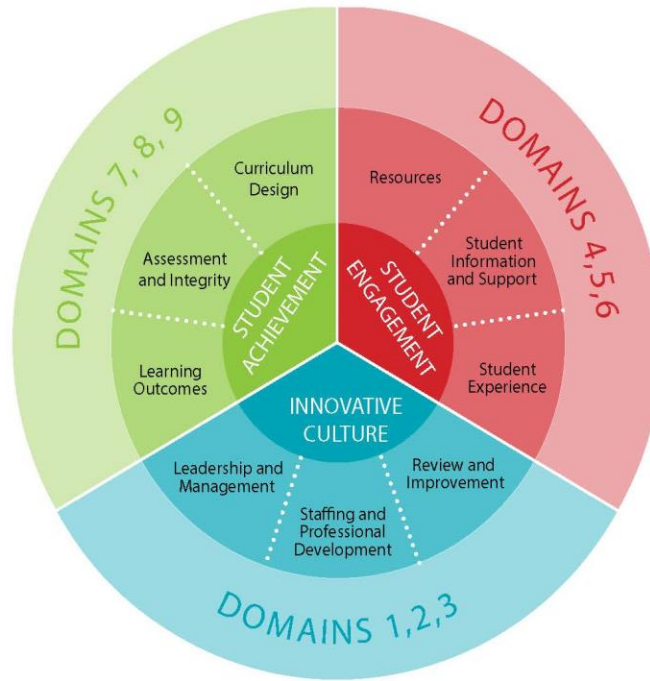 DOMAINS 7, 8, 9
Curriculum
Design
Assessment
and Integrity
Learning
Outcomes
STUDENT
ACHIEVEMENT
DOMAINS 4,5,6
Resources
Student
Information
and Support
Student
Experience
STUDENT
ENGAGEMENT
INNOVATIVE
CULTURE
Leadership and
Management
Staffing and
Professional
Development
Review and
Improvement
DOMAINS 1,2,3